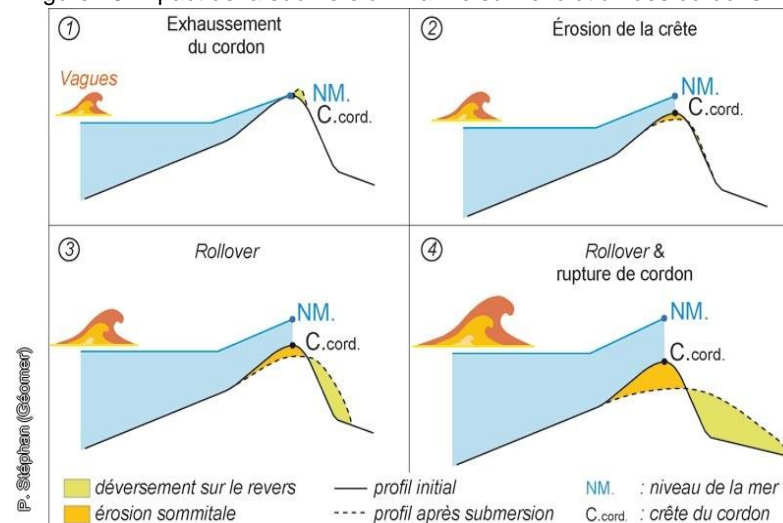 ①
Exhaussement
du cordon
Vagues
NM.
C.cord.
②
Érosion de la crête
NM.
C.cord.
③
Rollover
NM.
C.cord.
④
Rollover &
rupture de cordon
NM.
C.cord.
P. Stéphan (Géomer)
déversement sur le revers
profil initial
NM. : niveau de la mer
érosion sommitale
profil après submersion
C.cord. : crête du cordon